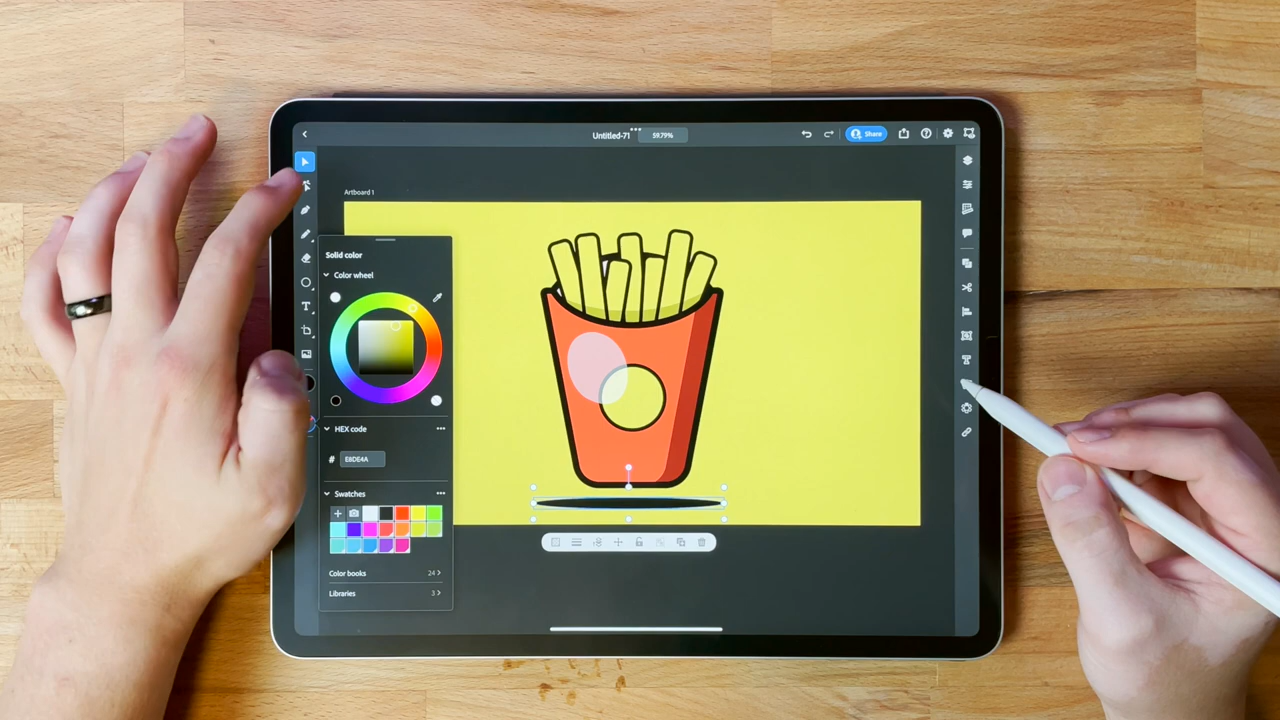 Untitled-71
59.79%
Share
Artboard 1
Solid color
Color wheel
HEX code
# E8DE4A
Swatches
Color books
24
Libraries
3